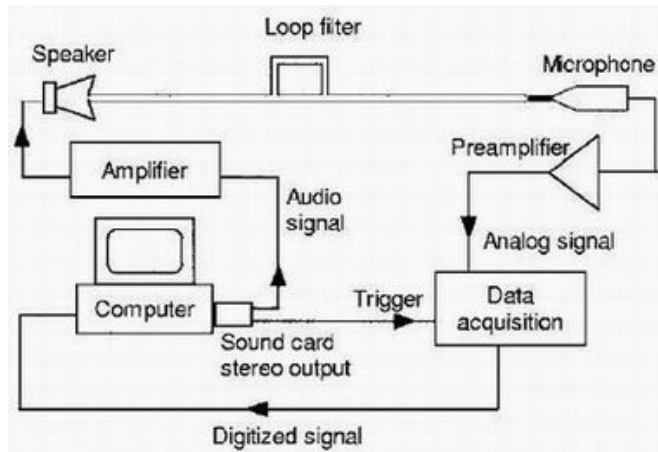 Loop filter
Speaker
Microphone
Preamplifier
Amplifier
Audio
signal
Analog signal
Computer
Trigger
Data
acquisition
Sound card
stereo output
Digitized signal